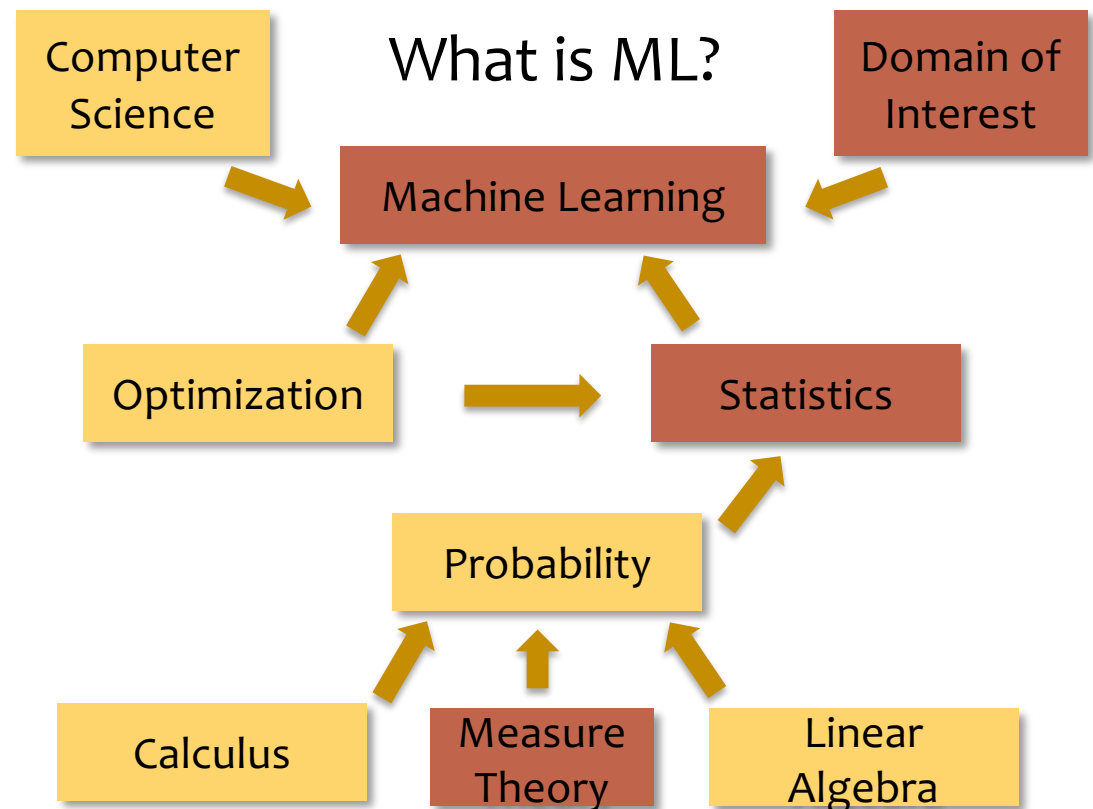 Computer
Science
What is ML?
Domain of
Interest
Machine Learning
Optimization
Statistics
Probability
Calculus
Measure
Theory
Linear
Algebra